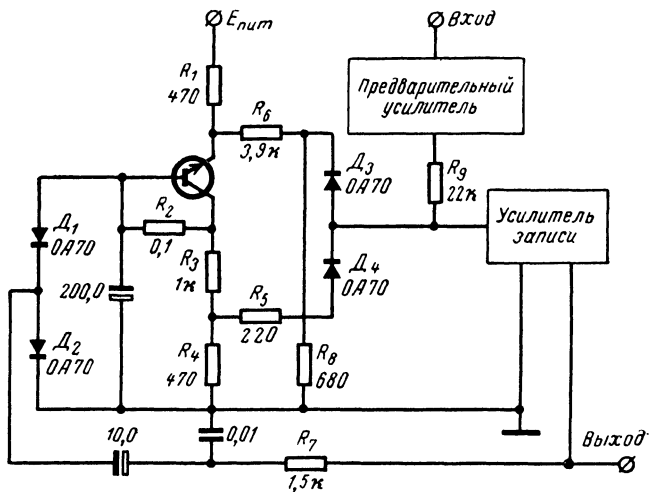 Eпит
Вход
R1
470
Предварительный
усилитель
R6
3,9к
R9
22к
Д3
0А70
R2
0,1
Д1
0А70
R3
1к
Усилитель
записи
Д4
0А70
200,0
R5
220
Д2
0А70
R4
470
R8
680
10,0
0,01
R7
1,5к
Выход